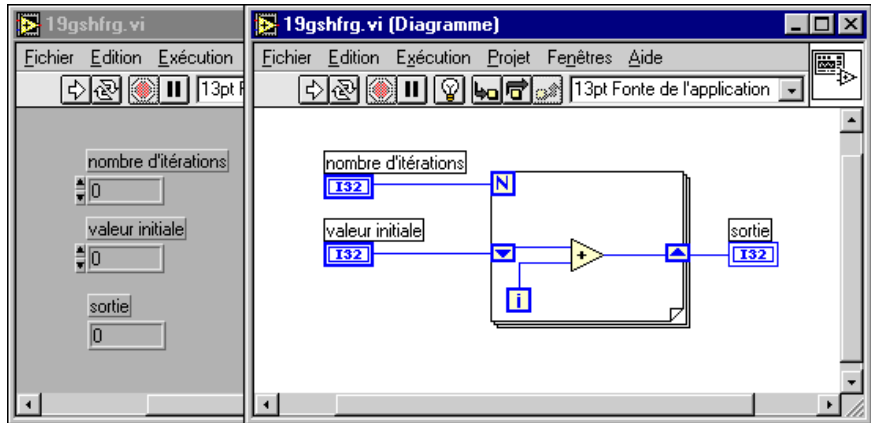 19gshfrg.vi
Fichier Edition Exécution
13pt F
nombre d'itérations
0
valeur initiale
0
sortie
0
19gshfrg.vi (Diagramme)
Fichier Edition Exécution Projet Fenêtres Aide
13pt Fonte de l'application
nombre d'itérations
I32
N
valeur initiale
I32
+
i
sortie
I32